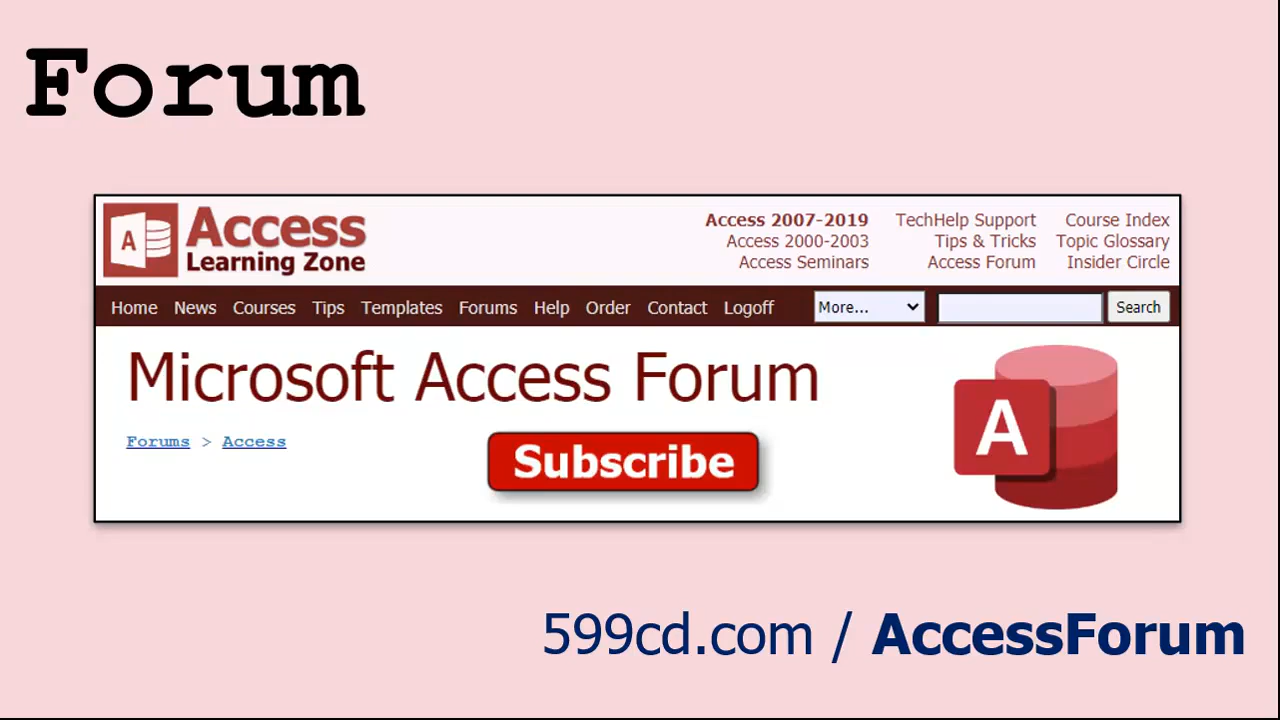 Forum
A
Access
Learning Zone
Access 2007-2019 TechHelp Support Course Index
Access 2000-2003 Tips & Tricks Topic Glossary
Access Seminars Access Forum Insider Circle
Home News Courses Tips Templates Forums Help Order Contact Logoff More... Search
Microsoft Access Forum
Forums > Access
Subscribe
A
599cd.com / AccessForum